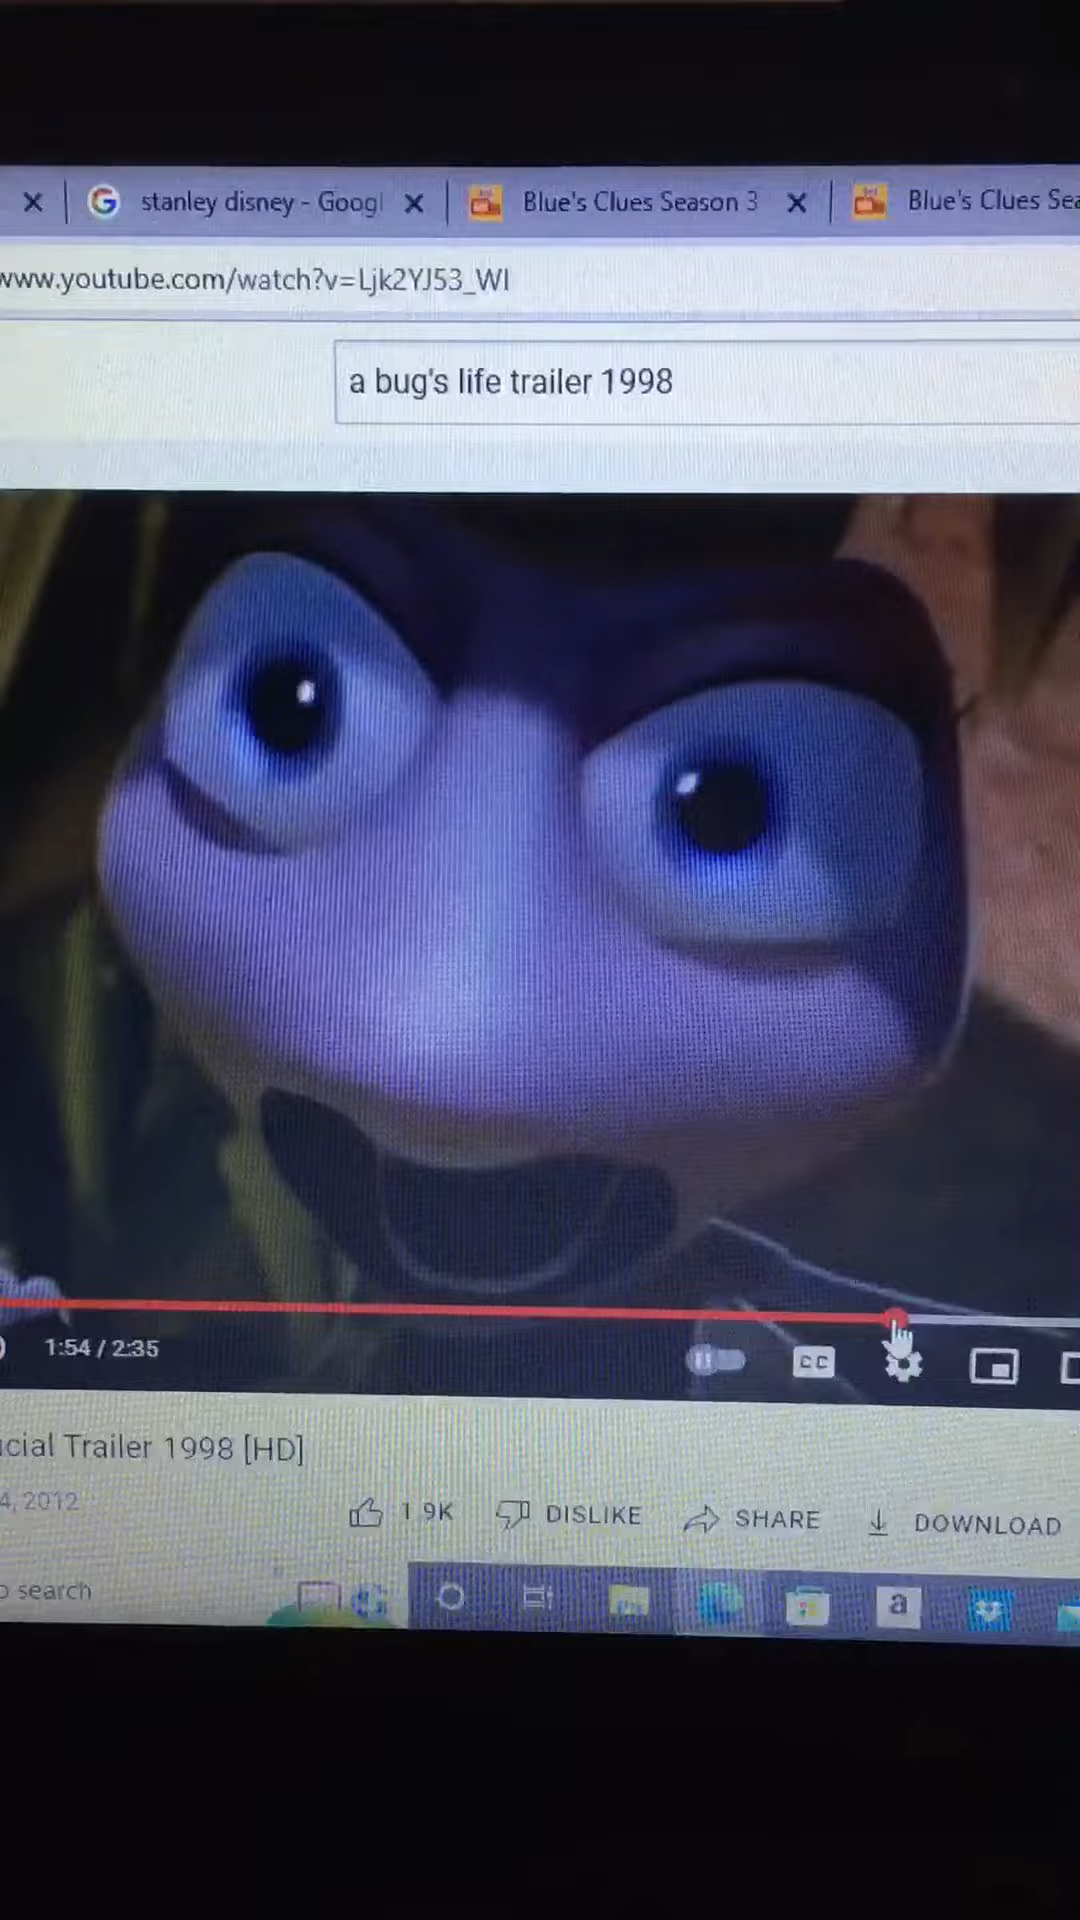 stanley disney - Googl
Blue's Clues Season 3
Blue's Clues Sea
www.youtube.com/watch?v=Ljk2YJ53_WI
a bug's life trailer 1998
1:54 / 2:35
CC
icial Trailer 1998 [HD]
4, 2012
1.9K
DISLIKE
SHARE
DOWNLOAD
o search
a